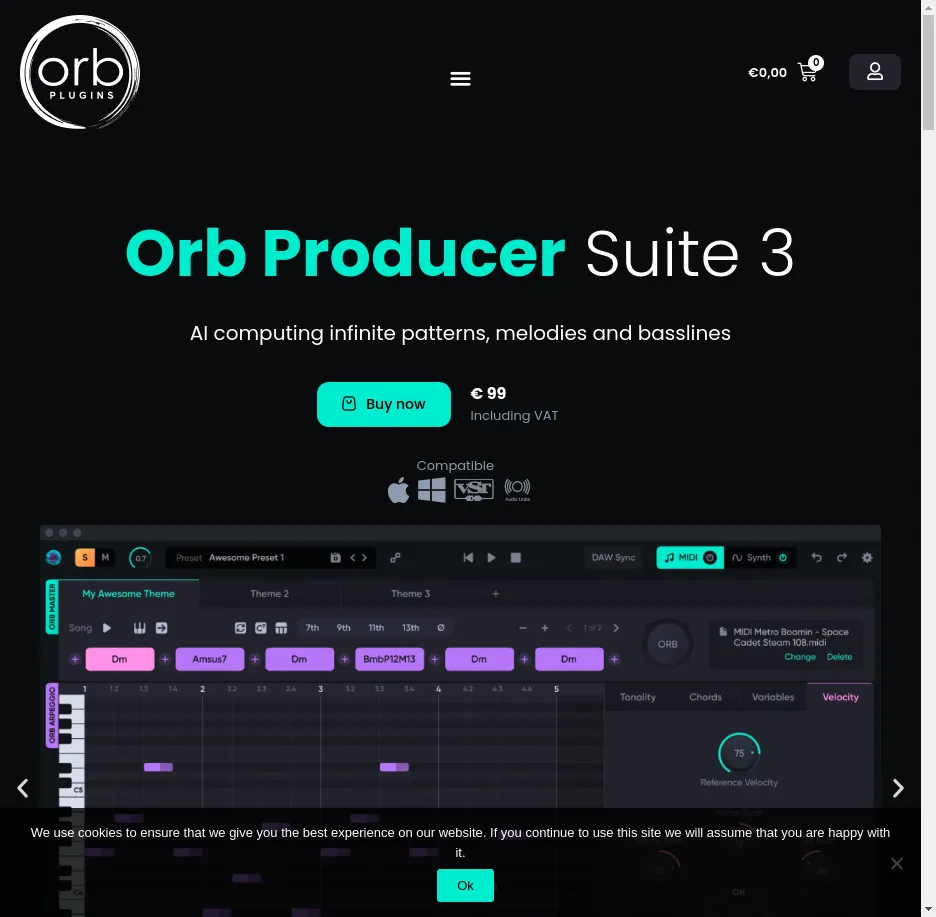 orb
PLUGINS
€0,00
0
Orb Producer Suite 3
AI computing infinite patterns, melodies and basslines
Buy now
€ 99
Including VAT
Compatible
VST
Audio Units
S M
0.7
Preset Awesome Preset 1
DAW Sync
MIDI
Synth
ORB MASTER
My Awesome Theme
Theme 2
Theme 3
+
Song
7th 9th 11th 13th Ø
− +
1 of 2
ORB
MIDI Metro Boomin - Space
Cadet Steam 108.midi
Change Delete
+ Dm + Amsus7 + Dm + BmbP12M13 + Dm + Dm +
ORB ARPEGGIO
1 1.2 1.3 1.4 2 2.2 2.3 2.4 3 3.2 3.3 3.4 4 4.2 4.3 4.4 5
Tonality Chords Variables Velocity
75
Reference Velocity
C5
We use cookies to ensure that we give you the best experience on our website. If you continue to use this site we will assume that you are happy with
it.
Ok
C4
ON